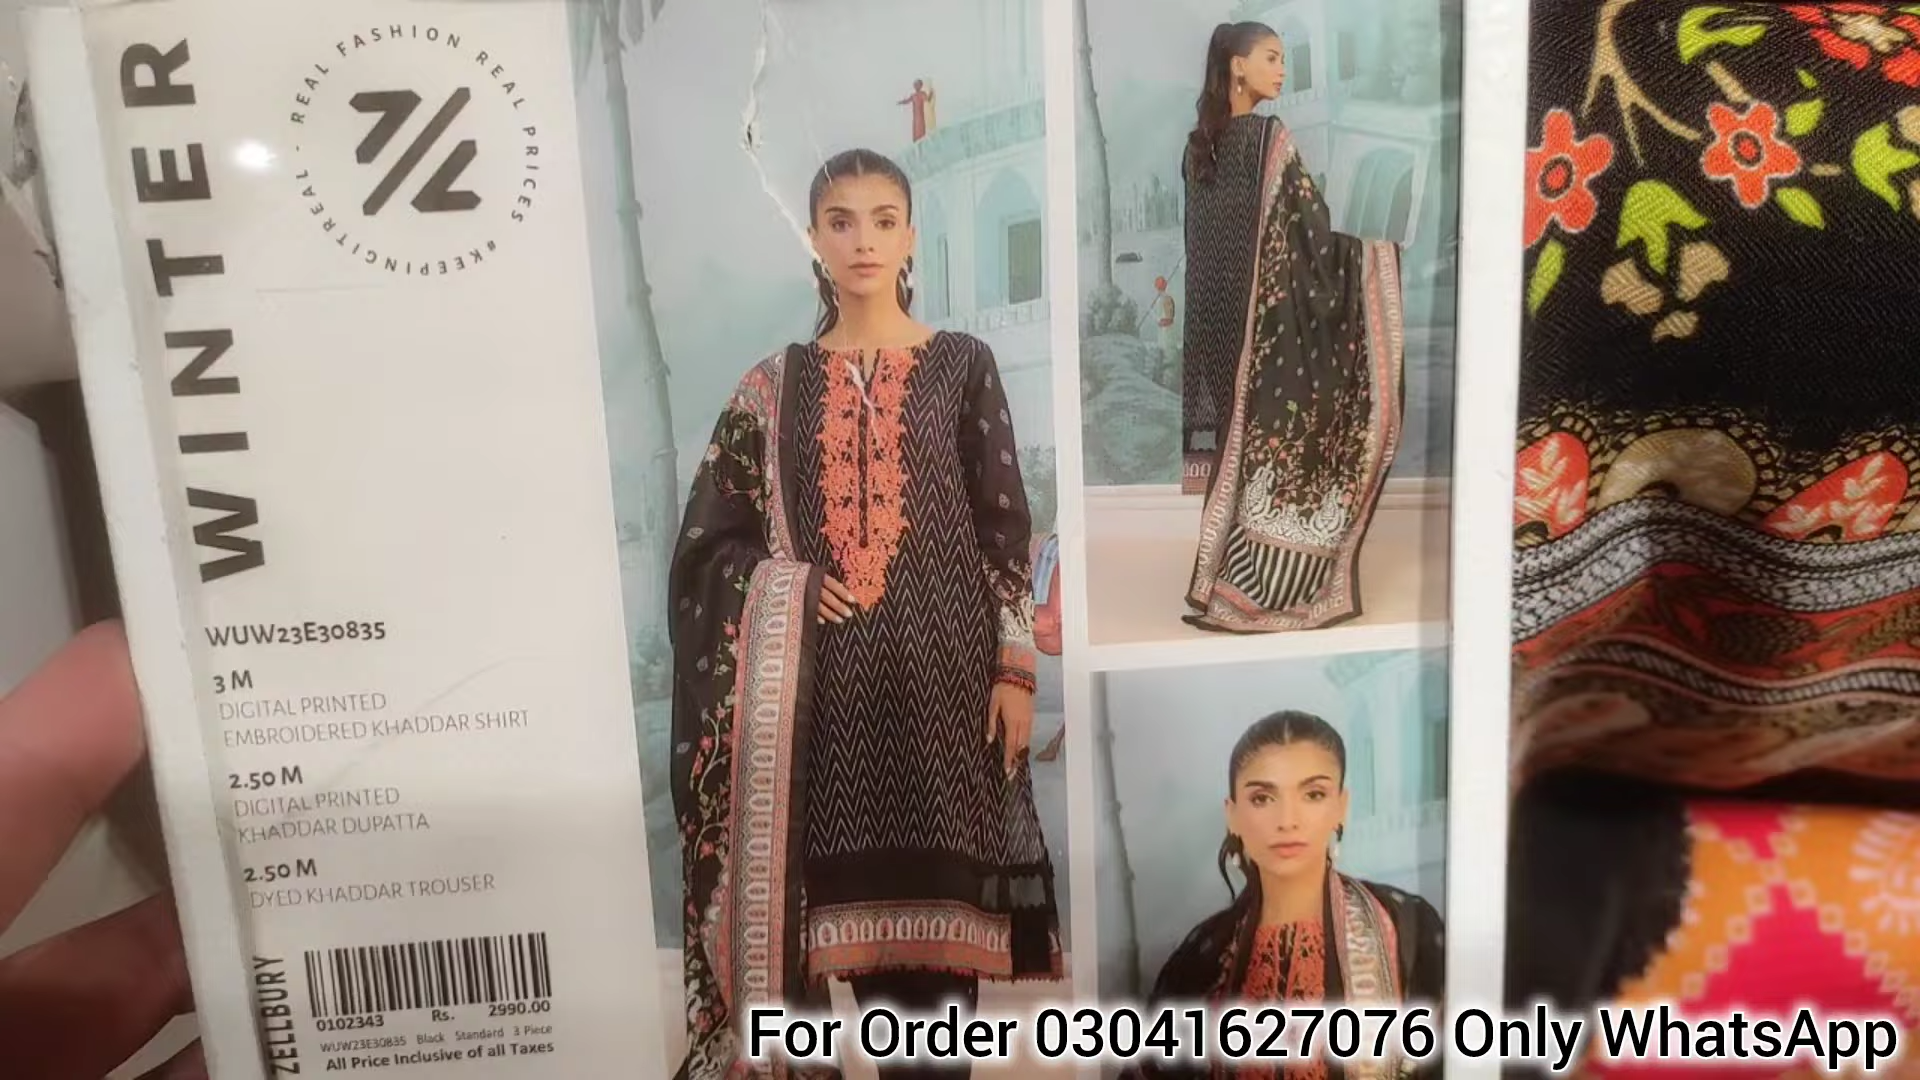 WINTER
REAL FASHION REAL PRICES #KEEPINGITREAL -
7/L
WUW23E30835
3 M
DIGITAL PRINTED
EMBROIDERED KHADDAR SHIRT
2.50 M
DIGITAL PRINTED
KHADDAR DUPATTA
2.50 M
DYED KHADDAR TROUSER
ZELLBURY
0102343 Rs. 2990.00
WUW23E30835 Black Standard 3 Piece
All Price Inclusive of all Taxes
For Order 03041627076 Only WhatsApp